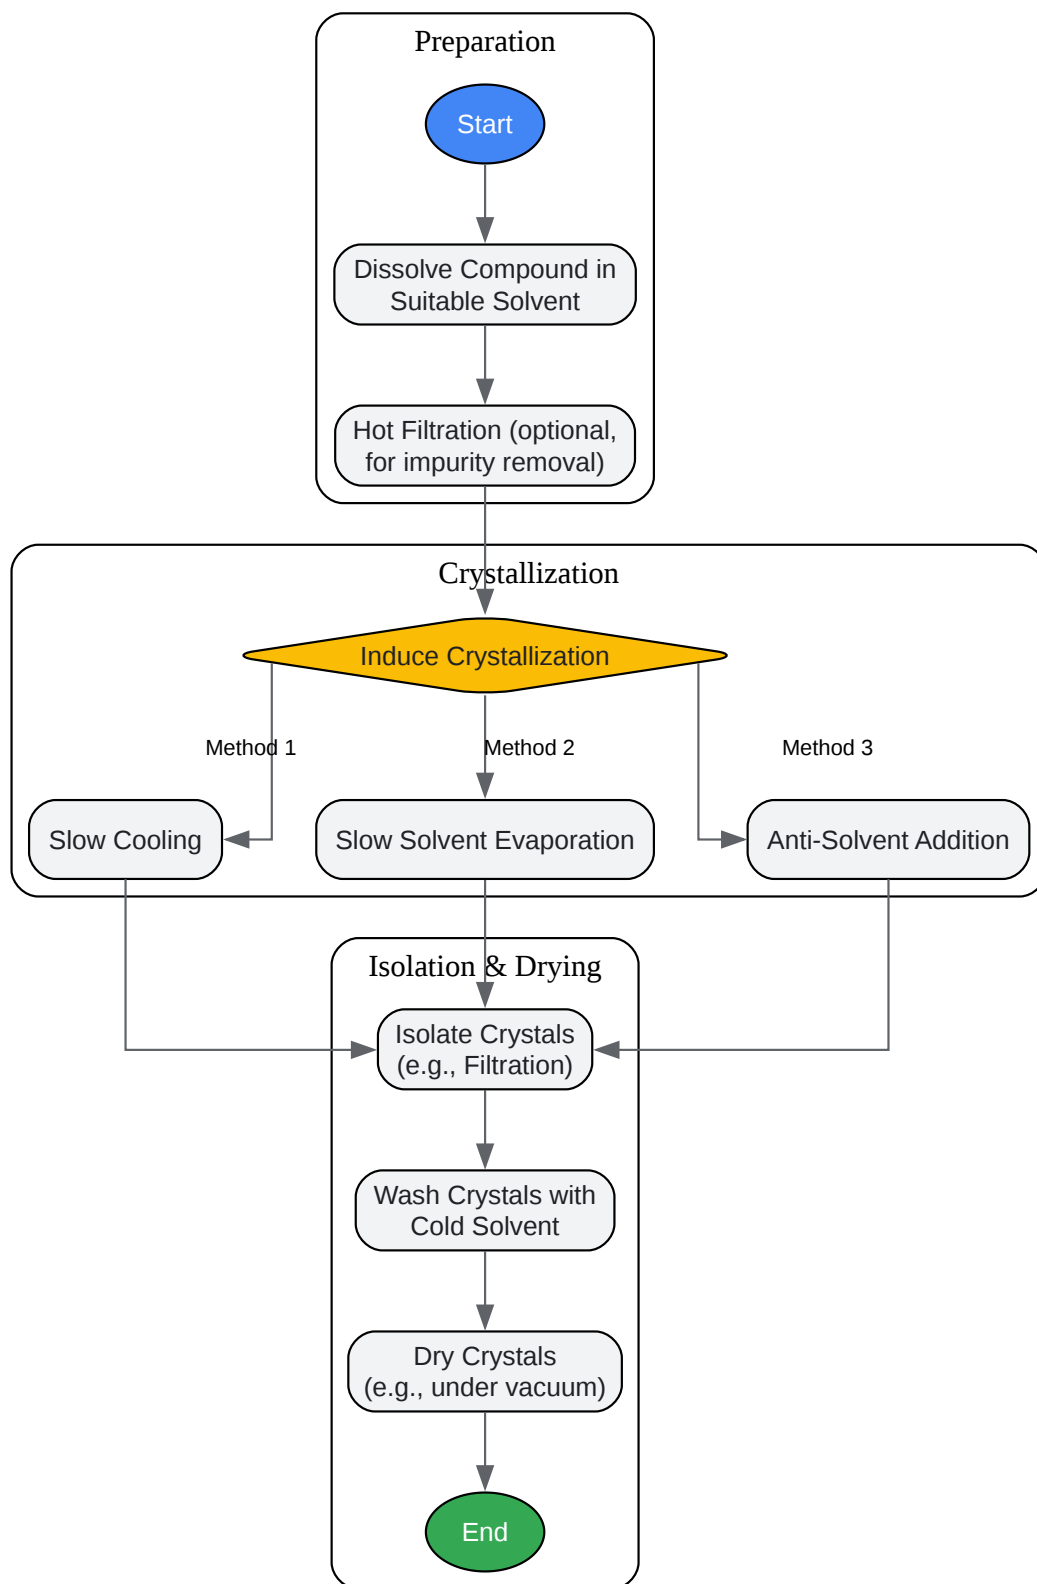 Preparation
Start
Dissolve Compound in
Suitable Solvent
Hot Filtration (optional,
for impurity removal)
Crystallization
Induce Crystallization
Method 1
Method 2
Method 3
Slow Cooling
Slow Solvent Evaporation
Anti-Solvent Addition
Isolation & Drying
Isolate Crystals
(e.g., Filtration)
Wash Crystals with
Cold Solvent
Dry Crystals
(e.g., under vacuum)
End